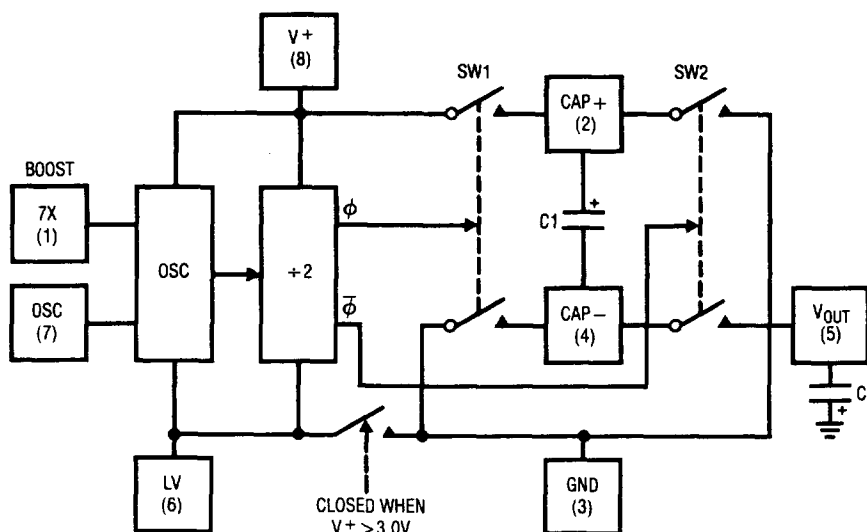 V+
(8)
SW1
SW2
CAP+
(2)
BOOST
7X
(1)
φ
C1
+
OSC
÷2
OSC
(7)
φ̅
CAP−
(4)
VOUT
(5)
C
+
LV
(6)
CLOSED WHEN
V+ > 3.0V
GND
(3)